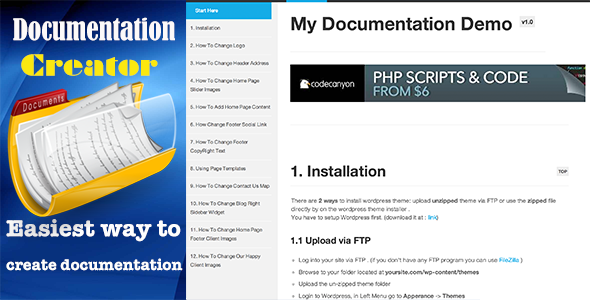 Documentation
Creator
Documents
Easiest way to
create documentation
Start Here
1. Installation
2. How To Change Logo
3. How To Change Header Address
4. How To Change Home Page
Slider Images
5. How To Add Home Page Content
6. How Change Footer Social Link
7. How To Change Footer
CopyRight Text
8. Using Page Templates
9. How To Change Contact Us Map
10. How To Change Blog Right
Sidebar Widget
11. How To Change Home Page
Footer Client Images
12. How To Change Our Happy
Client Images
My Documentation Demo v1.0
codecanyon
PHP SCRIPTS & CODE
FROM $6
1. Installation
TOP
There are 2 ways to install wordpress theme: upload unzipped theme via FTP or use the zipped file
directly by on the wordpress theme installer .
You have to setup Wordpress first. (download it at : link)
1.1 Upload via FTP
Log into your site via FTP . (if you don't have any FTP program you can use FileZilla )
Browse to your folder located at yoursite.com/wp-content/themes
Upload the un-zipped theme folder
Login to Wordpress, in Left Menu go to Apperance -> Themes